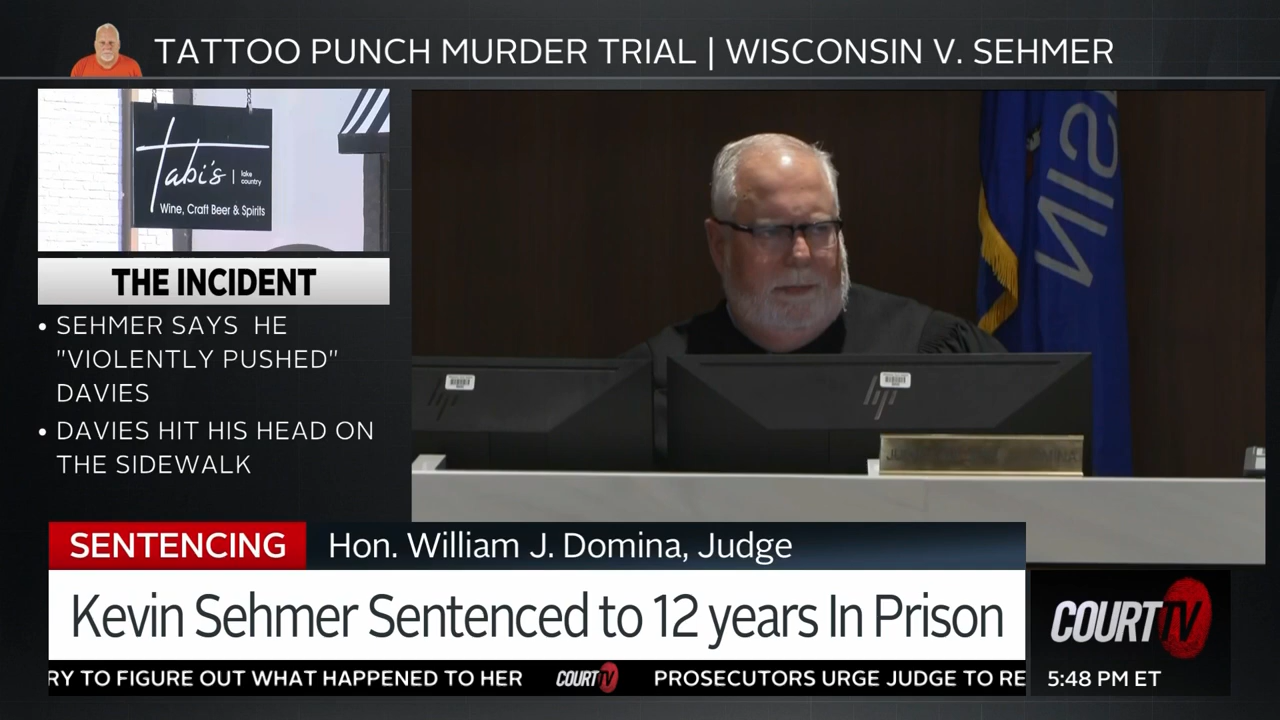 TATTOO PUNCH MURDER TRIAL | WISCONSIN V. SEHMER
tabi's | lake
country
Wine, Craft Beer & Spirits
THE INCIDENT
• SEHMER SAYS HE
"VIOLENTLY PUSHED"
DAVIES
• DAVIES HIT HIS HEAD ON
THE SIDEWALK
SIN
hp
hp
SENTENCING
Hon. William J. Domina, Judge
Kevin Sehmer Sentenced to 12 years In Prison
COURT TV
RY TO FIGURE OUT WHAT HAPPENED TO HER COURT TV PROSECUTORS URGE JUDGE TO RE
5:48 PM ET